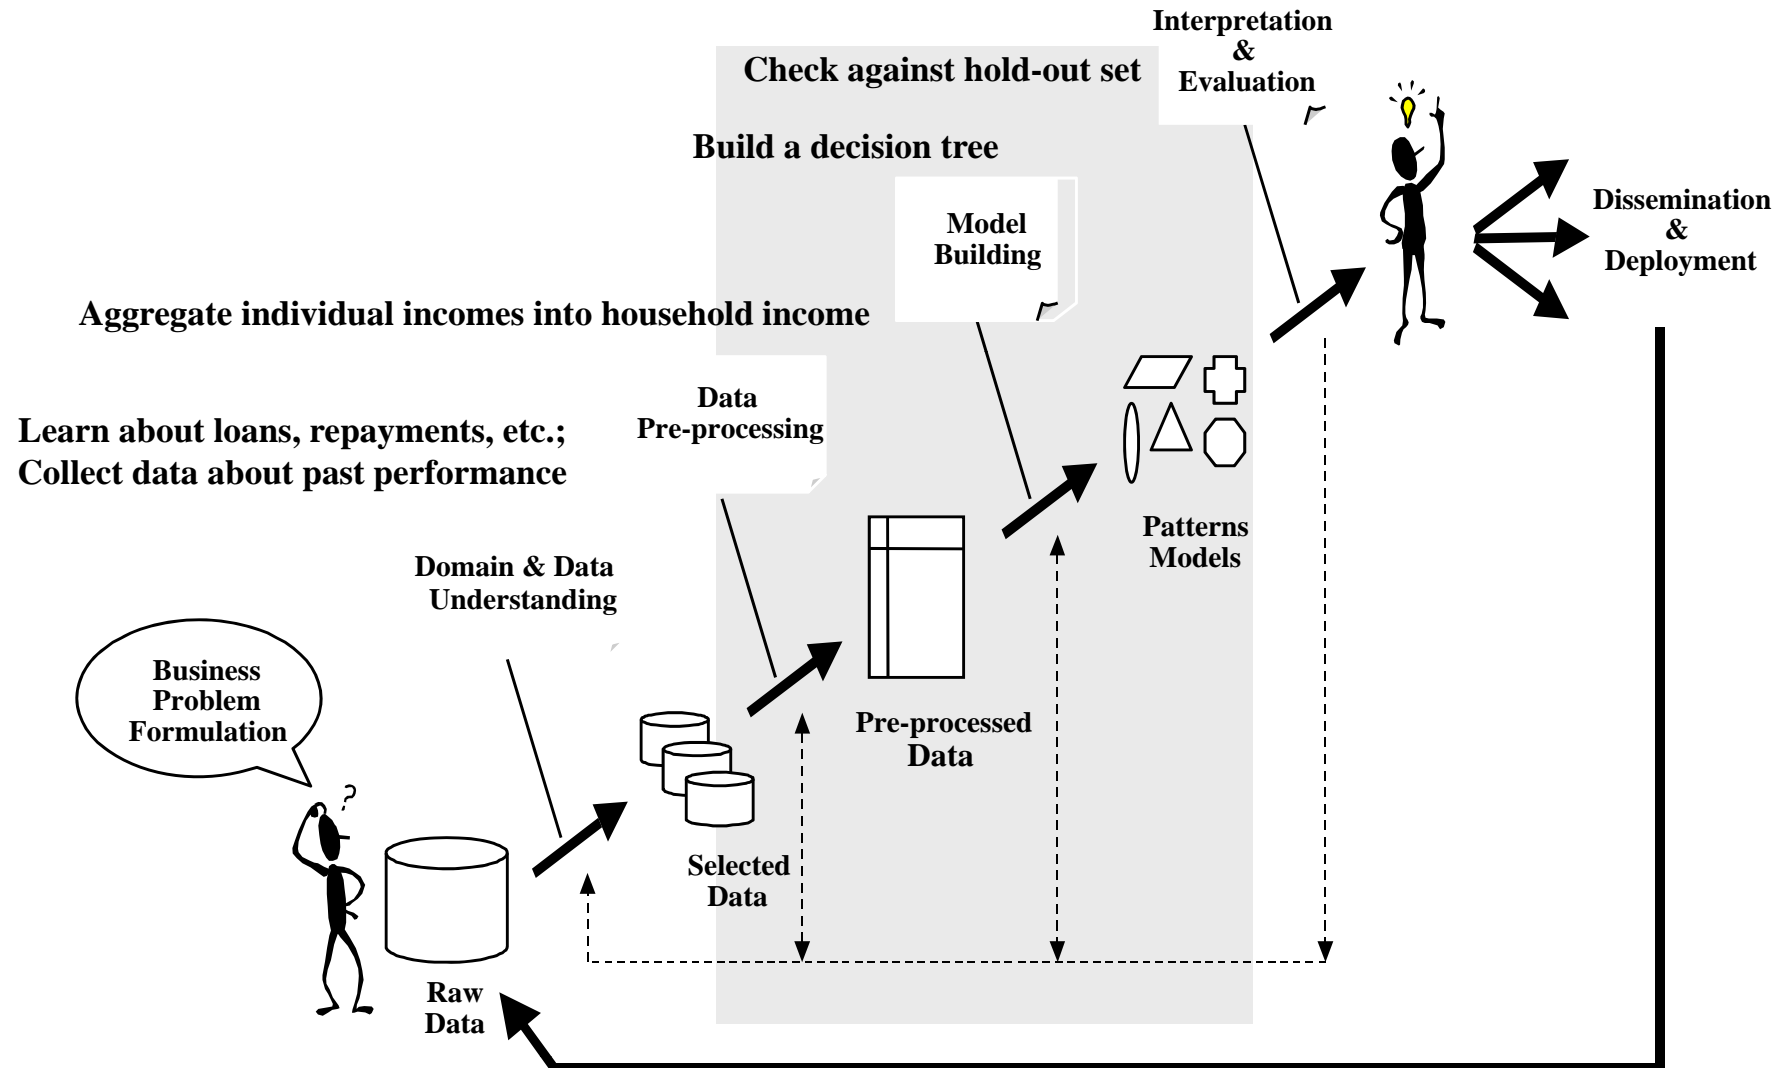 Interpretation
&
Evaluation
Check against hold-out set
Build a decision tree
Model
Building
Dissemination
&
Deployment
Aggregate individual incomes into household income
Data
Pre-processing
Learn about loans, repayments, etc.;
Collect data about past performance
Patterns
Models
Domain & Data
Understanding
Business
Problem
Formulation
Pre-processed
Data
?
Selected
Data
Raw
Data